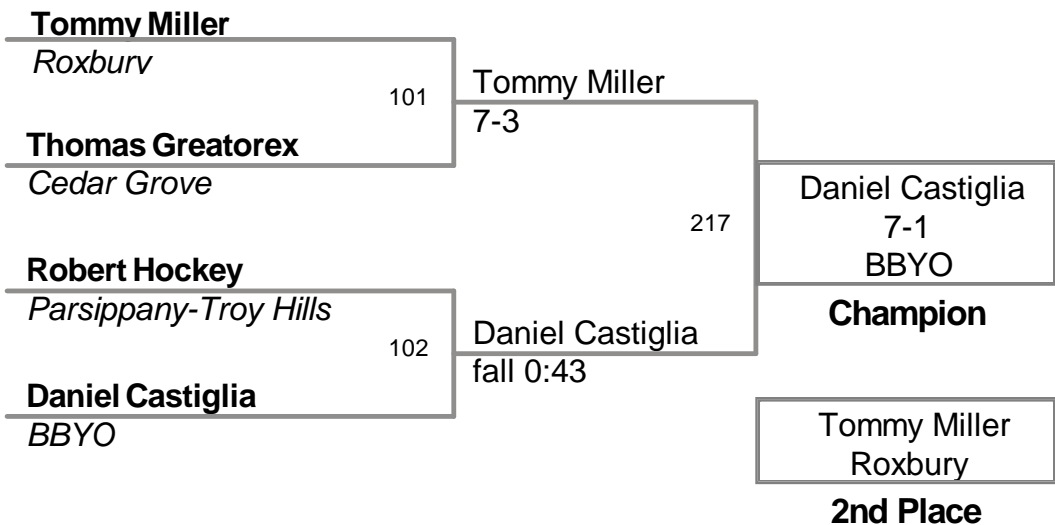 Tommy Miller
Roxbury
101
Tommy Miller
7-3
Thomas Greatorex
Cedar Grove
217
Daniel Castiglia
7-1
BBYO
Champion
Robert Hockey
Parsippany-Troy Hills
102
Daniel Castiglia
fall 0:43
Daniel Castiglia
BBYO
Tommy Miller
Roxbury
2nd Place